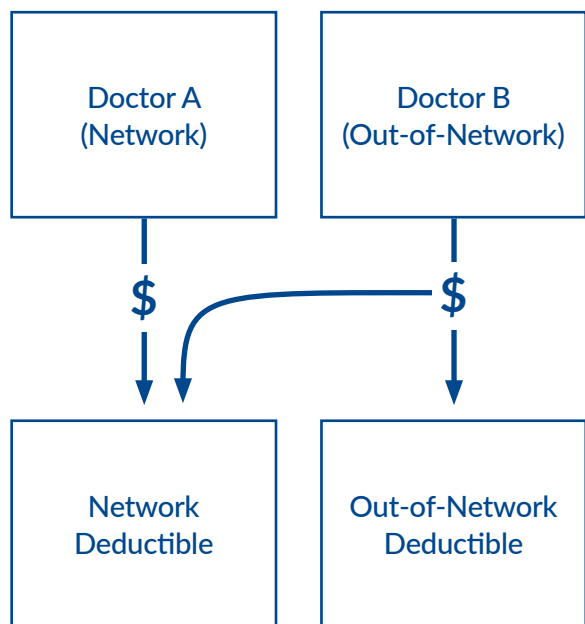 Doctor A
(Network)
Doctor B
(Out-of-Network)
$
$
Network
Deductible
Out-of-Network
Deductible